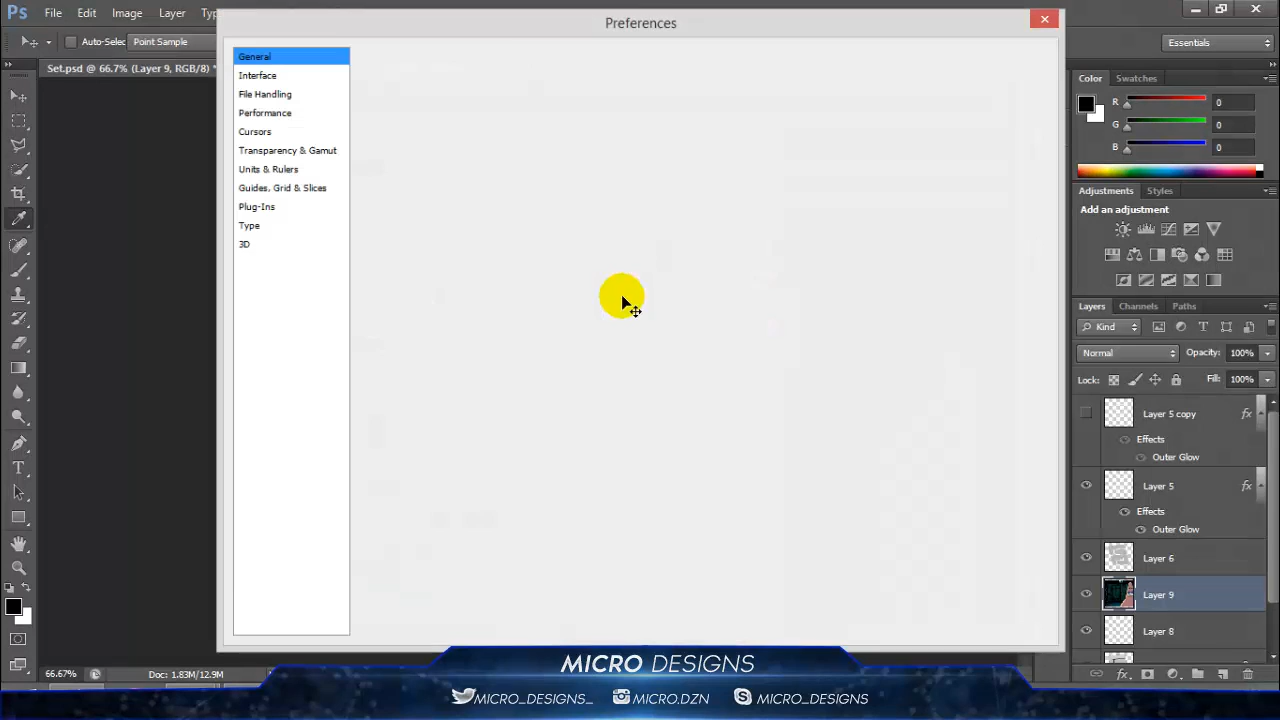 Ps File Edit Image Layer
Preferences
Auto-Selec Point Sample
Essentials
Set.psd @ 66.7% (Layer 9, RGB/8) *
General
Interface
File Handling
Performance
Cursors
Transparency & Gamut
Units & Rulers
Guides, Grid & Slices
Plug-Ins
Type
3D
Color Swatches
R 0
G 0
B 0
Adjustments Styles
Add an adjustment
Layers Channels Paths
Kind
Normal Opacity: 100%
Lock: Fill: 100%
Layer 5 copy fx
Effects
Outer Glow
Layer 5 fx
Effects
Outer Glow
Layer 6
Layer 9
Layer 8
66.67% Doc: 1.83M/12.9M
MICRO DESIGNS
MICRO_DESIGNS_ MICRO.DZN MICRO_DESIGNS